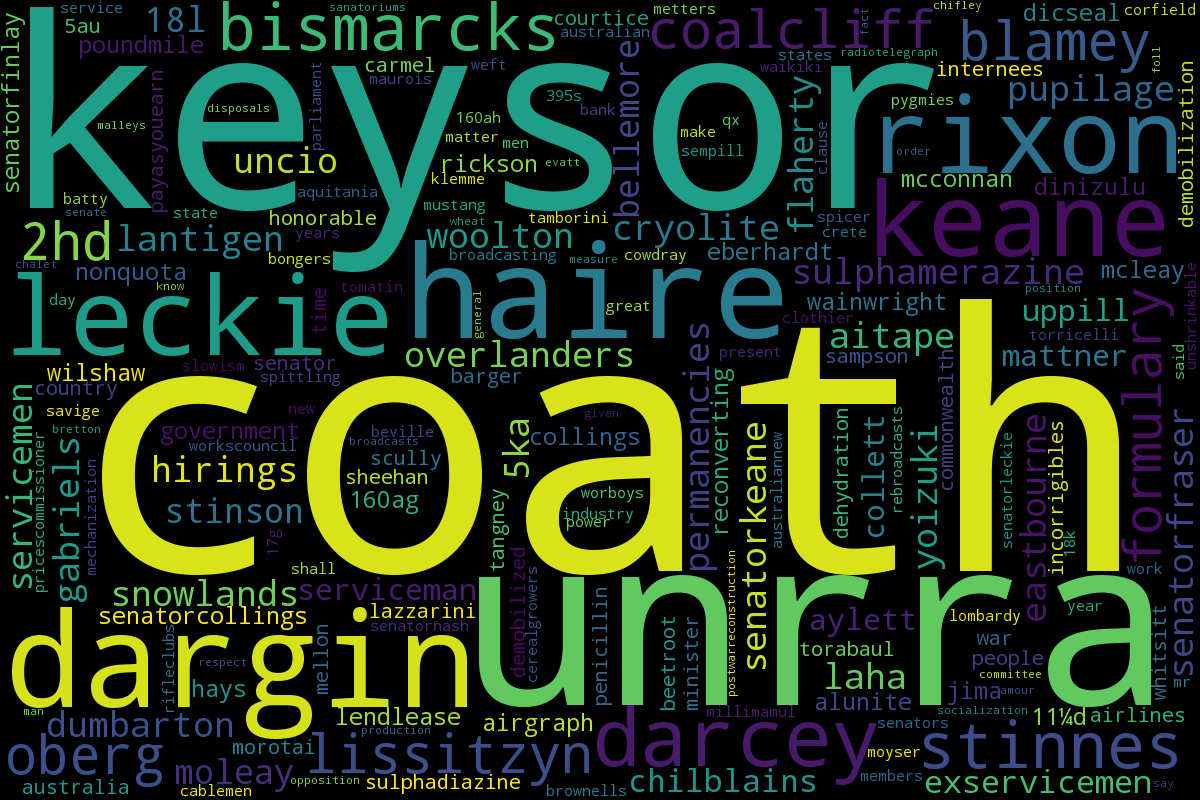 service
sanatoriums
metters
chifley
corfield
18l
bismarcks
courtice
coalcliff
fact
blamey
dicseal
5au
australian
states
radiotelegraph
foll
poundmile
senatorfinlay
keysor
carmel
weft
maurois
parliament
waikiki
internees
pupilage
payasyouearn
395s
bellemore
flaherty
disposals
malleys
160ah
bank
pygmies
rixon
demobilization
matter
men
make
qx
clause
order
uncio
rickson
evatt
sempill
klemme
mcconnan
dinizulu
batty
aquitania
senate
state
honorable
mustang
tamborini
spicer
keane
2hd
lantigen
years
wheat
woolton
cryolite
crete
bongers
broadcasting
measure
cowdray
eberhardt
chalet
nonquota
haire
sulphamerazine
mcleay
know
tomatin
leckie
day
time
general
great
wainwright
position
uppill
clothier
torricelli
unshrinkable
formulary
overlanders
permanencies
present
aitape
sampson
mattner
said
slowism
senator
wilshaw
spittling
barger
country
reconverting
coath
commonwealth
savige
new
given
bretton
government
beville
broadcasts
collings
workscouncil
servicemen
pricescommissioner
gabriels
mechanization
hirings
scully
sheehan
5ka
senatorkeane
australiannew
dehydration
collett
rebroadcasts
yoizuki
senatorleckie
incorrigibles
eastbourne
senatorfraser
stinson
160ag
worboys
industry
power
tangney
17g
18k
shall
work
snowlands
serviceman
demobilized
cerealgrowers
unrra
postwarreconstruction
senatorcollings
lazzarini
senatornash
penicillin
beetroot
minister
aylett
lombardy
year
whitsitt
dargin
rifleclubs
respect
mellon
torabaul
war
people
committee
hays
laha
jima
amour
mr
man
dumbarton
lendlease
airgraph
millimamul
alunite
socialization
11¼d
airlines
production
darcey
senators
stinnes
oberg
morotai
lissitzyn
moyser
moleay
opposition
sulphadiazine
chilblains
members
exservicemen
say
australia
cablemen
brownells